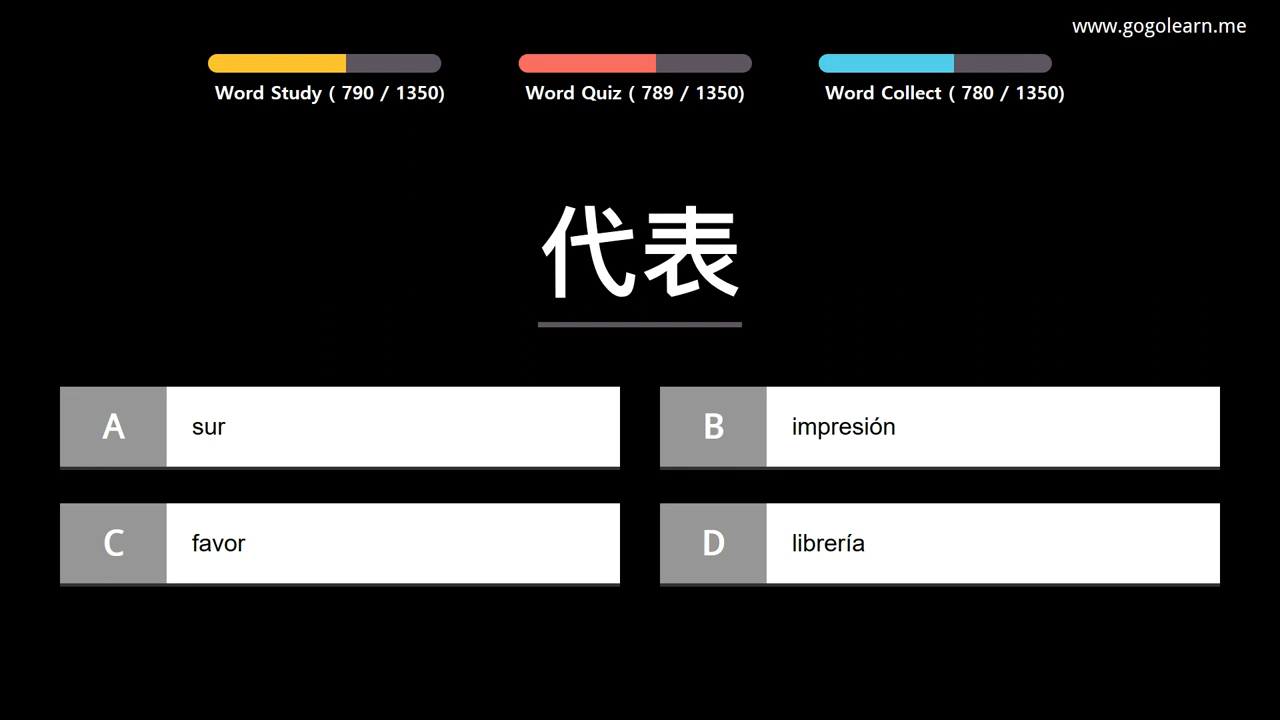 www.gogolearn.me
Word Study ( 790 / 1350)
Word Quiz ( 789 / 1350)
Word Collect ( 780 / 1350)
代表
A sur
B impresión
C favor
D librería